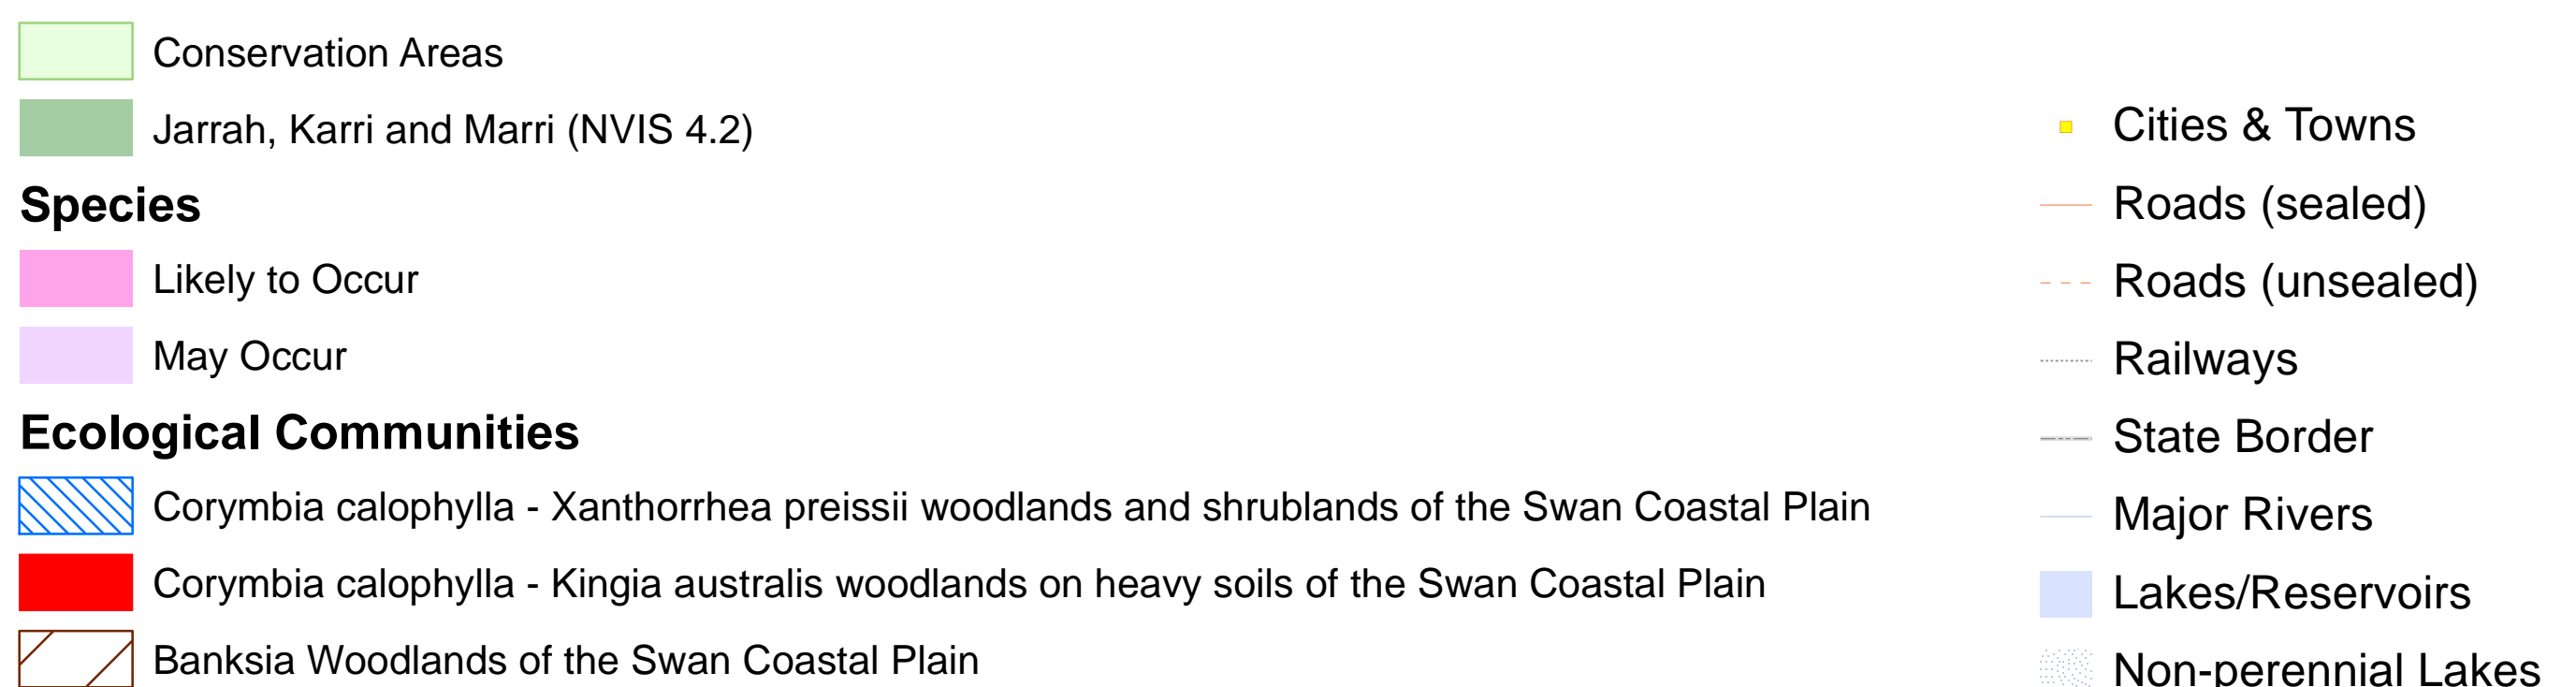 Conservation Areas
Jarrah, Karri and Marri (NVIS 4.2)
Species
Likely to Occur
May Occur
Ecological Communities
Corymbia calophylla - Xanthorrhea preissii woodlands and shrublands of the Swan Coastal Plain
Corymbia calophylla - Kingia australis woodlands on heavy soils of the Swan Coastal Plain
Banksia Woodlands of the Swan Coastal Plain
Cities & Towns
Roads (sealed)
Roads (unsealed)
Railways
State Border
Major Rivers
Lakes/Reservoirs
Non-perennial Lakes